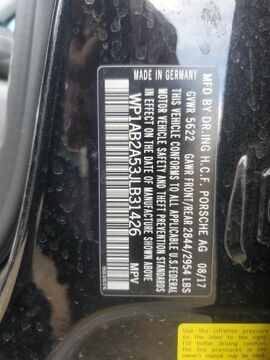 MFD BY DR.ING H.C.F. PORSCHE AG 08/17
GVWR 5622 GAWR FRONT/REAR 2844/2954 LBS
THIS VEHICLE CONFORMS TO ALL APPLICABLE U.S. FEDERAL
MOTOR VEHICLE SAFETY AND THEFT PREVENTION STANDARDS
IN EFFECT ON THE DATE OF MANUFACTURE SHOWN ABOVE.
WP1AB2A53JLB31426 MPV
MADE IN GERMANY